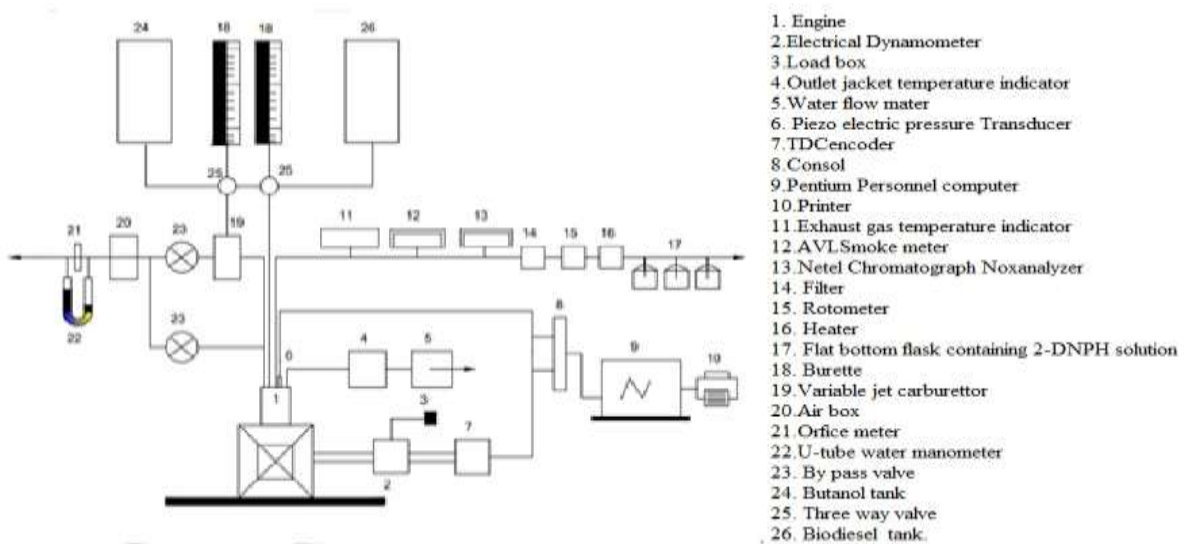 24 18 18 26
25 25
21 20 23 19 11 12 13 14 15 16 17
22 23
6 4 5 8 9 10
1 3 7
2
1. Engine
2.Electrical Dynamometer
3.Load box
4.Outlet jacket temperature indicator
5.Water flow mater
6. Piezo electric pressure Transducer
7.TDCencoder
8.Consol
9.Pentium Personnel computer
10.Printer
11.Exhaust gas temperature indicator
12.AVLSmoke meter
13.Netel Chromatograph Noxanalyzer
14. Filter
15. Rotometer
16. Heater
17. Flat bottom flask containing 2-DNPH solution
18. Burette
19.Variable jet carburettor
20.Air box
21.Orfice meter
22.U-tube water manometer
23. By pass valve
24. Butanol tank
25. Three way valve
26. Biodiesel tank.